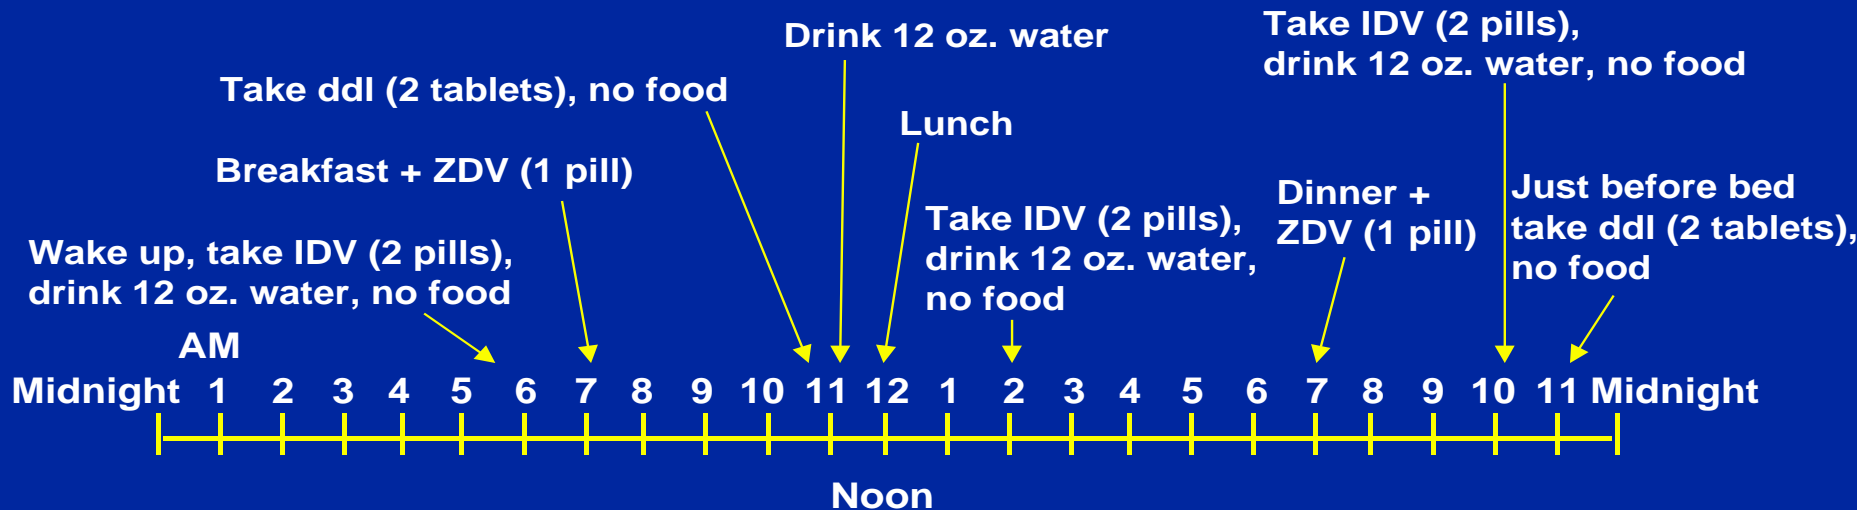 Drink 12 oz. water
Take IDV (2 pills),
drink 12 oz. water, no food
Take ddl (2 tablets), no food
Lunch
Breakfast + ZDV (1 pill)
Dinner +
ZDV (1 pill)
Just before bed
take ddl (2 tablets),
no food
Take IDV (2 pills),
drink 12 oz. water,
no food
Wake up, take IDV (2 pills),
drink 12 oz. water, no food
AM
Midnight 1 2 3 4 5 6 7 8 9 10 11 12 1 2 3 4 5 6 7 8 9 10 11 Midnight
Noon